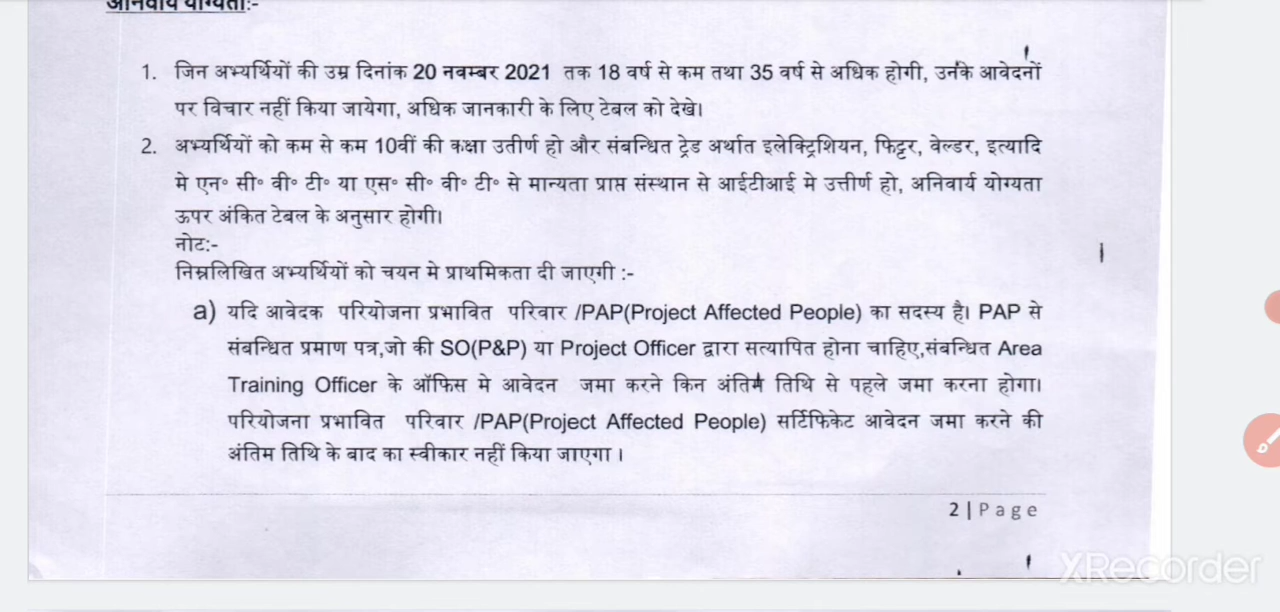 अनिवार्य योग्यता:-
1. जिन अभ्यर्थियों की उम्र दिनांक 20 नवम्बर 2021 तक 18 वर्ष से कम तथा 35 वर्ष से अधिक होगी, उनके आवेदनों
पर विचार नहीं किया जायेगा, अधिक जानकारी के लिए टेबल को देखे।
2. अभ्यर्थियों को कम से कम 10वीं की कक्षा उतीर्ण हो और संबन्धित ट्रेड अर्थात इलेक्ट्रिशियन, फिट्टर, वेल्डर, इत्यादि
मे एन॰ सी॰ वी॰ टी॰ या एस॰ सी॰ वी॰ टी॰ से मान्यता प्राप्त संस्थान से आईटीआई मे उत्तीर्ण हो, अनिवार्य योग्यता
ऊपर अंकित टेबल के अनुसार होगी।
नोट:-
निम्नलिखित अभ्यर्थियों को चयन मे प्राथमिकता दी जाएगी :-
a) यदि आवेदक परियोजना प्रभावित परिवार /PAP(Project Affected People) का सदस्य है। PAP से
संबन्धित प्रमाण पत्र,जो की SO(P&P) या Project Officer द्वारा सत्यापित होना चाहिए,संबन्धित Area
Training Officer के ऑफिस मे आवेदन जमा करने किन अंतिम तिथि से पहले जमा करना होगा।
परियोजना प्रभावित परिवार /PAP(Project Affected People) सर्टिफिकेट आवेदन जमा करने की
अंतिम तिथि के बाद का स्वीकार नहीं किया जाएगा ।
2 | Page
XRecorder